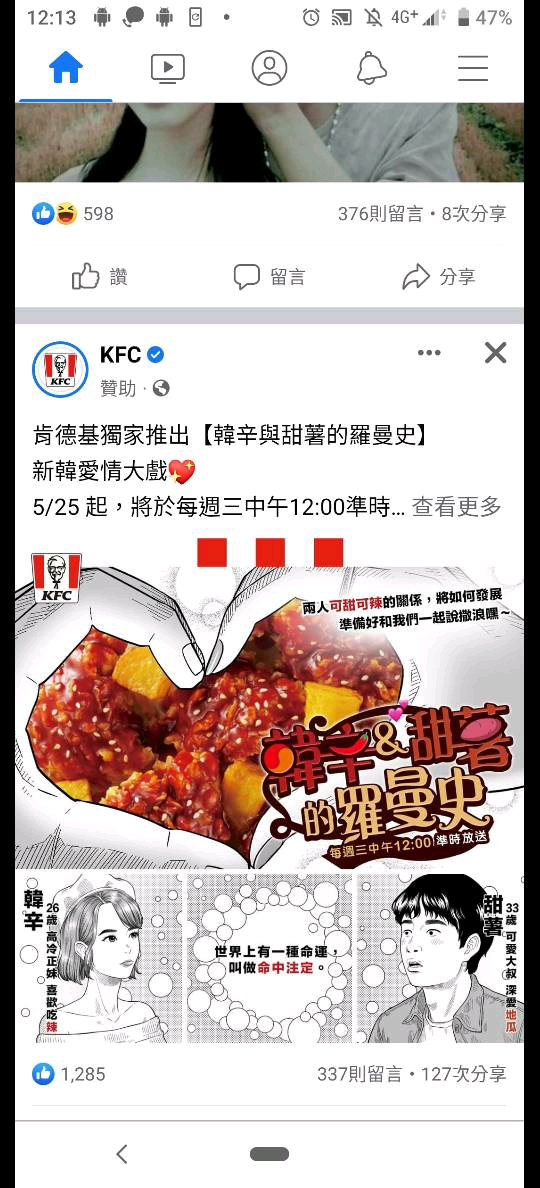 12:13
4G+
47%
598
376則留言·8次分享
讚
留言
分享
KFC
KFC
贊助 ·
肯德基獨家推出【韓辛與甜薯的羅曼史】
新韓愛情大戲💖
5/25 起，將於每週三中午12:00準時... 查看更多
KFC
兩人可甜可辣的關係，將如何發展
準備好和我們一起說撒浪嘿～
韓辛&甜薯
的羅曼史
每週三中午12:00 準時放送
韓辛
26歲 高冷正妹 喜歡吃辣
世界上有一種命運，
叫做命中注定。
甜薯
33歲 可愛大叔 深愛地瓜
1,285
337則留言·127次分享